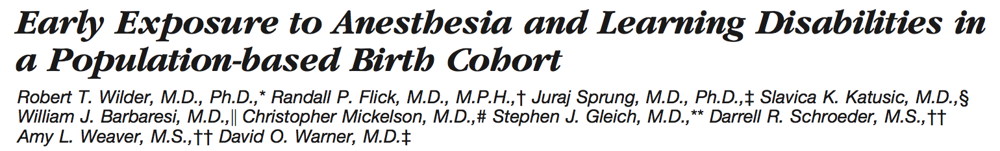 Early Exposure to Anesthesia and Learning Disabilities in
a Population-based Birth Cohort
Robert T. Wilder, M.D., Ph.D.,* Randall P. Flick, M.D., M.P.H.,† Juraj Sprung, M.D., Ph.D.,‡ Slavica K. Katusic, M.D.,§
William J. Barbaresi, M.D.,‖ Christopher Mickelson, M.D.,# Stephen J. Gleich, M.D.,** Darrell R. Schroeder, M.S.,††
Amy L. Weaver, M.S.,†† David O. Warner, M.D.‡